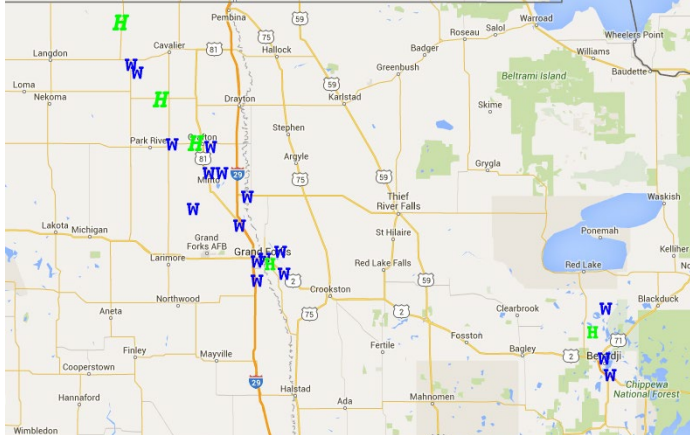 Pembina
Roseau
Salol
Warroad
H
75
59
Wheelers Point
Langdon
Cavalier
81
Hallock
Badger
Williams
W
W
Greenbush
Baudette
Loma
59
Beltrami Island
Nekoma
H
Drayton
Karlstad
Skime
Stephen
Park River
W
H
W
Argyle
Grygla
81
W W
29
75
59
Minto
W
Thief
River Falls
Waskish
W
W
St Hilaire
Ponemah
Lakota
Michigan
Grand
Forks AFB
Grand Forks
W
Kelliher
Larimore
W
W
H
W
Red Lake Falls
Red Lake
W
2
59
Northwood
Crookston
Blackduck
Aneta
75
2
Clearbrook
W
H
71
Finley
Mayville
Fertile
Fosston
Bagley
2
W
Bemidji
Cooperstown
29
W
Chippewa
National Forest
Hannaford
Halstad
Ada
Mahnomen
Wimbledon